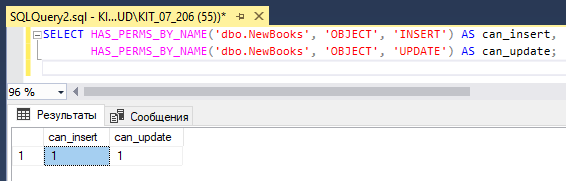 SQLQuery2.sql - KI...UD\KIT_07_206 (55))*
SELECT HAS_PERMS_BY_NAME('dbo.NewBooks', 'OBJECT', 'INSERT') AS can_insert,
HAS_PERMS_BY_NAME('dbo.NewBooks', 'OBJECT', 'UPDATE') AS can_update;
96 %
Результаты Сообщения
can_insert can_update
1 1 1